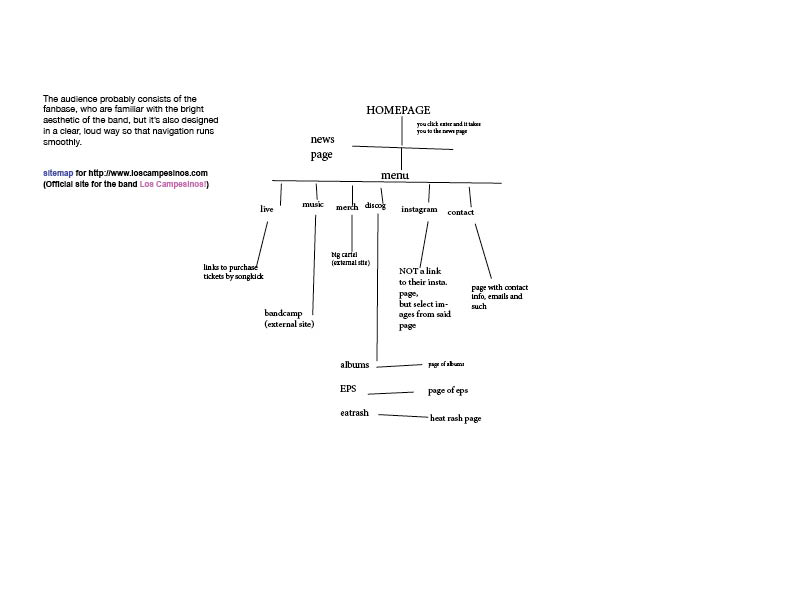 The audience probably consists of the
fanbase, who are familiar with the bright
aesthetic of the band, but it's also designed
in a clear, loud way so that navigation runs
smoothly.
sitemap for http://www.loscampesinos.com
(Official site for the band Los Campesinos!)
HOMEPAGE
you click enter and it takes
you to the news page
news
page
menu
live
music
merch
discog
instagram
contact
links to purchase
tickets by songkick
big cartel
(external stie)
NOT a link
to their insta.
page,
but select im-
ages from said
page
page with contact
info, emails and
such
bandcamp
(external site)
albums
page of albums
EPS
page of eps
eatrash
heat rash page